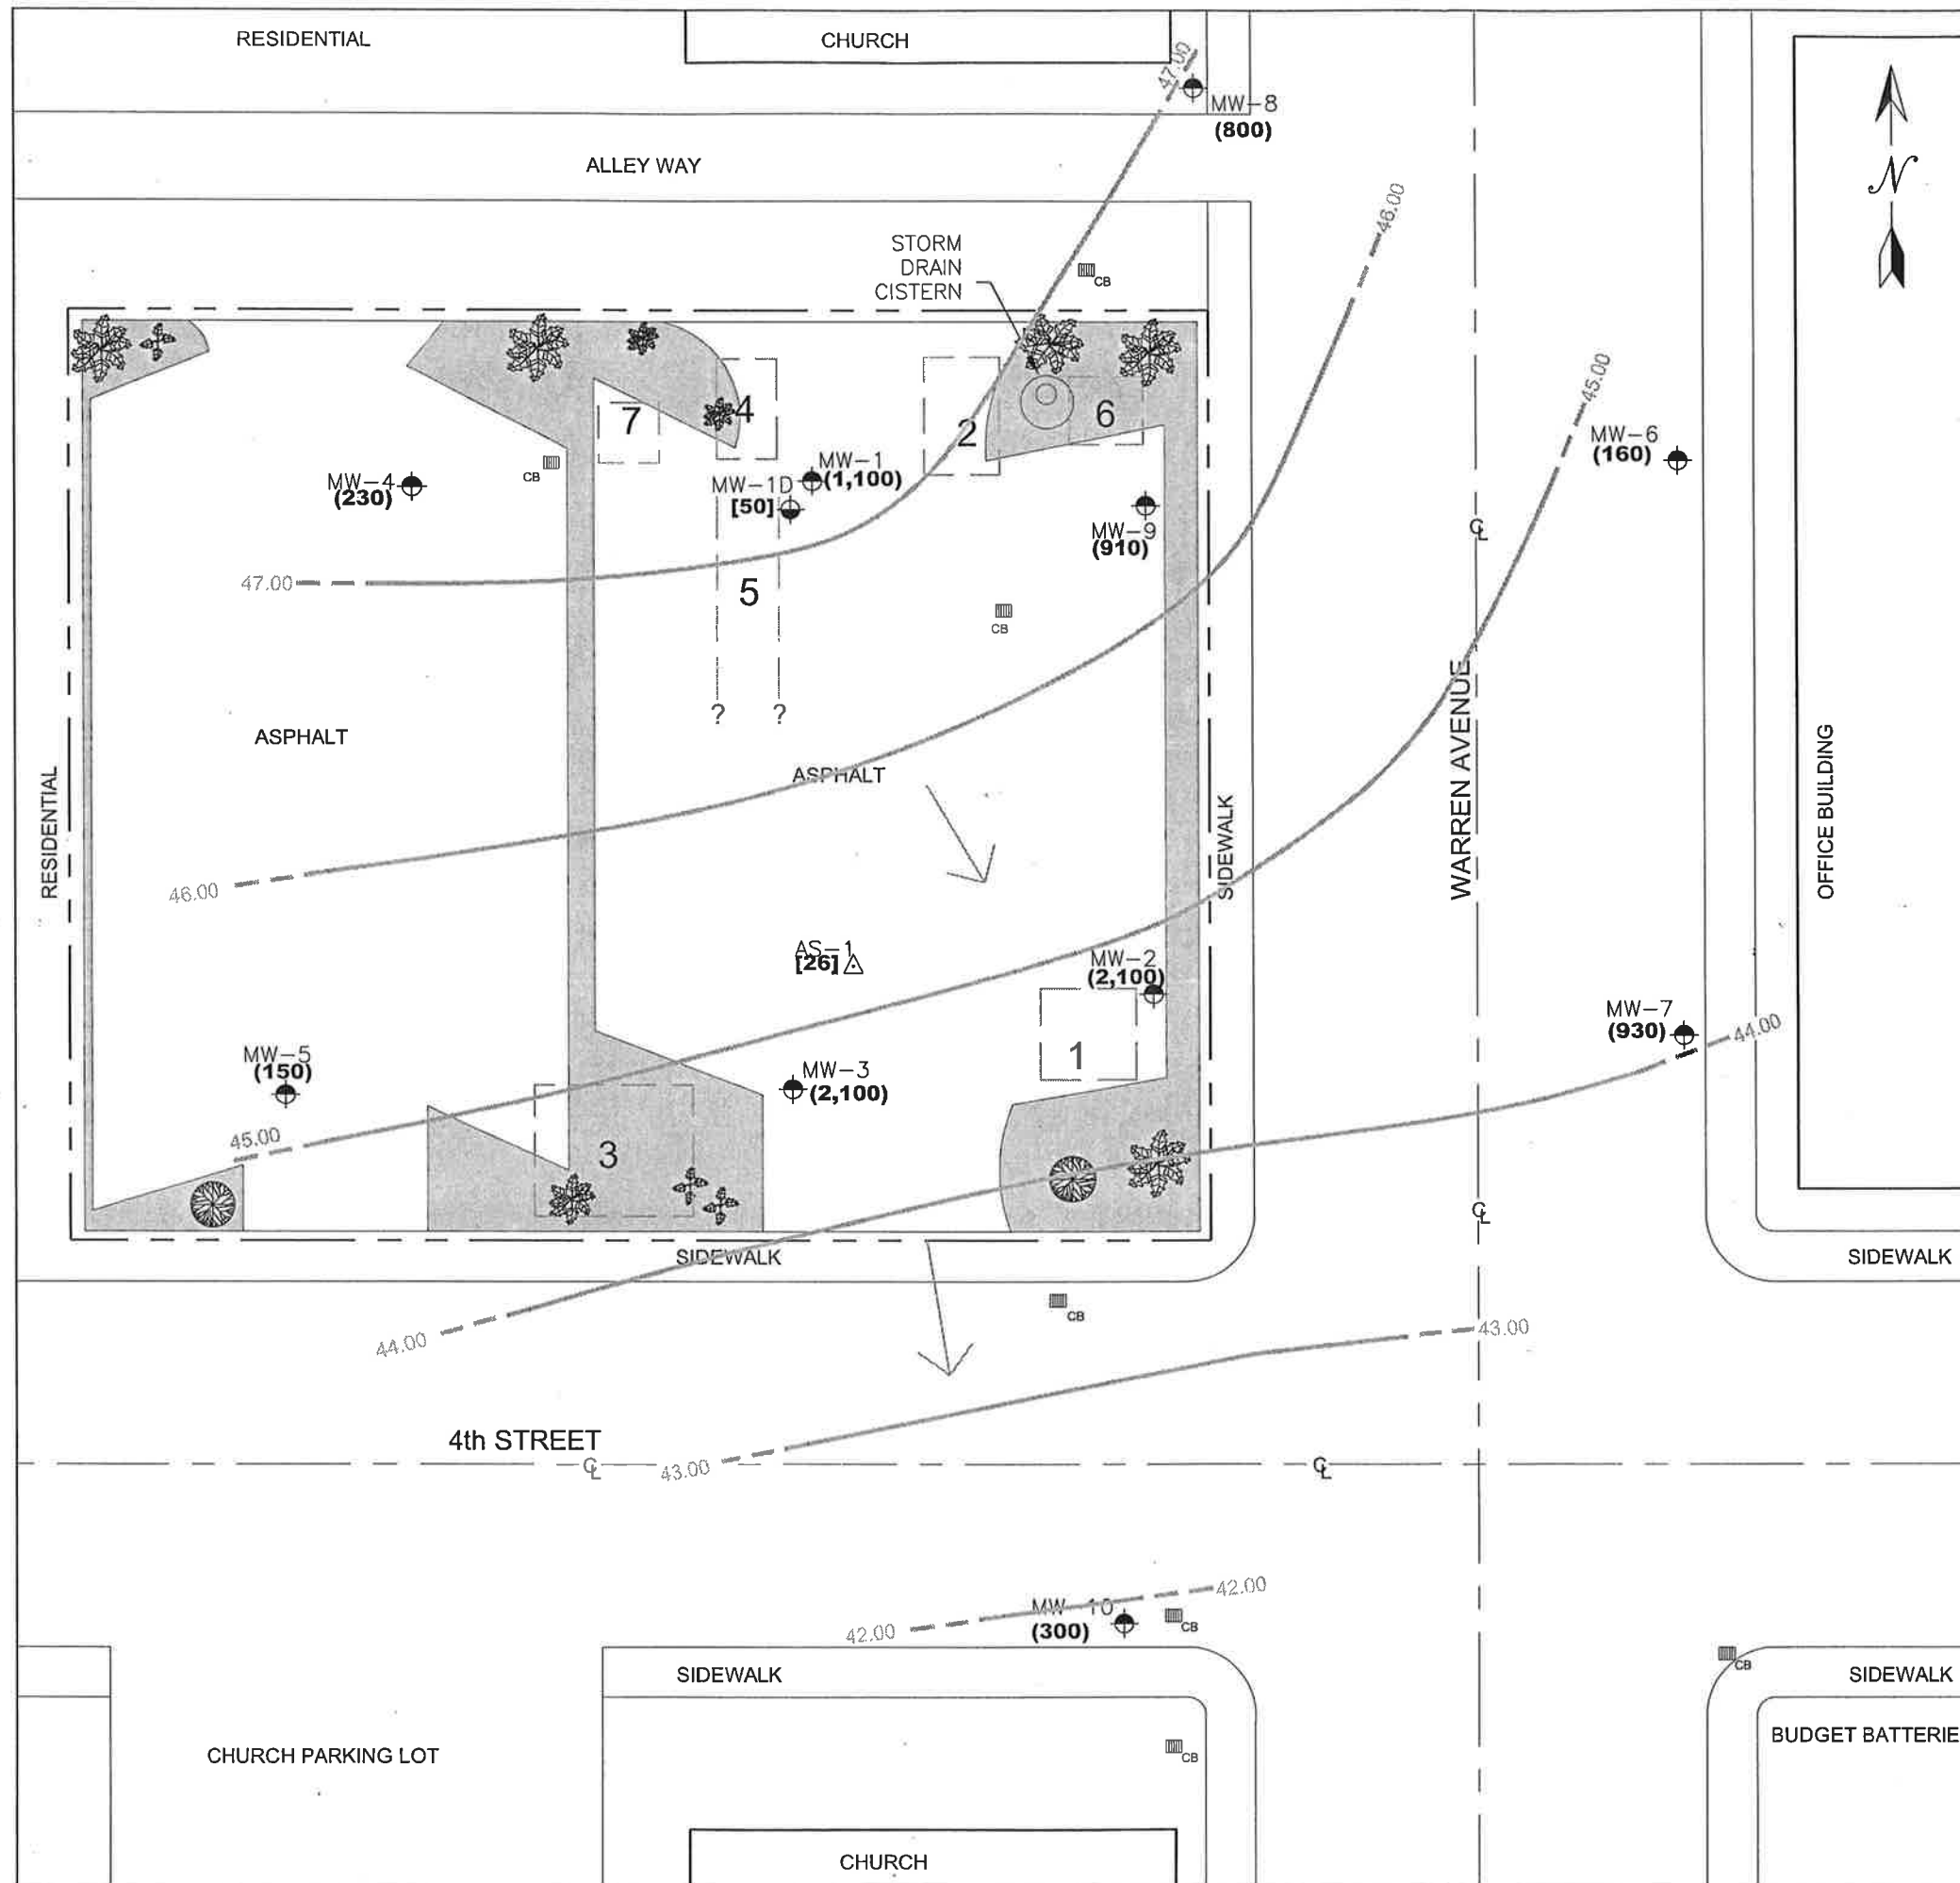 RESIDENTIAL
CHURCH
47.00
MW-8
(800)
ALLEY WAY
N
46.00
STORM
DRAIN
CISTERN
CB
45.00
7
4
2
6
MW-6
(160)
MW-4
(230)
CB
MW-1
(1,100)
MW-1D
[50]
MW-9
(910)
℄
47.00
5
CB
?
?
ASPHALT
ASPHALT
WARREN AVENUE
OFFICE BUILDING
RESIDENTIAL
SIDEWALK
46.00
AS-1
[26]
MW-2
(2,100)
MW-7
(930)
44.00
MW-5
(150)
MW-3
(2,100)
1
45.00
3
℄
SIDEWALK
SIDEWALK
CB
44.00
43.00
4th STREET
℄
43.00
℄
42.00
MW-10
(300)
CB
42.00
SIDEWALK
CB
SIDEWALK
BUDGET BATTERIE
CHURCH PARKING LOT
CB
CHURCH